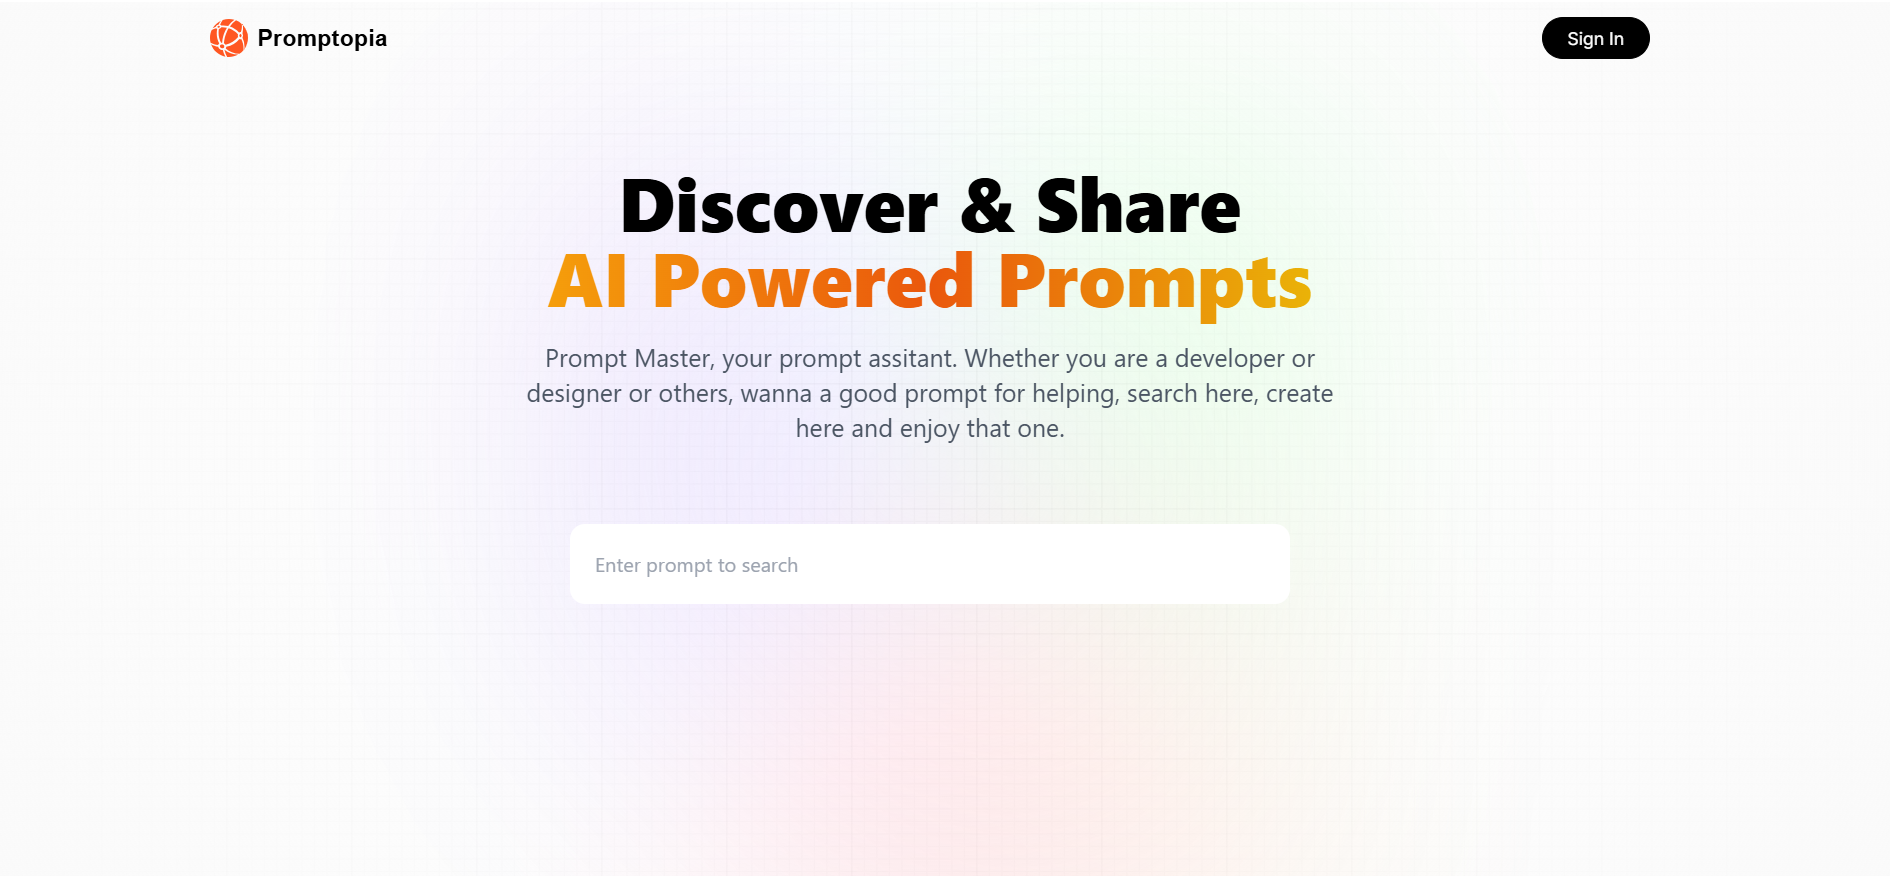 Promptopia
Sign In
Discover & Share
AI Powered Prompts
Prompt Master, your prompt assitant. Whether you are a developer or
designer or others, wanna a good prompt for helping, search here, create
here and enjoy that one.
Enter prompt to search